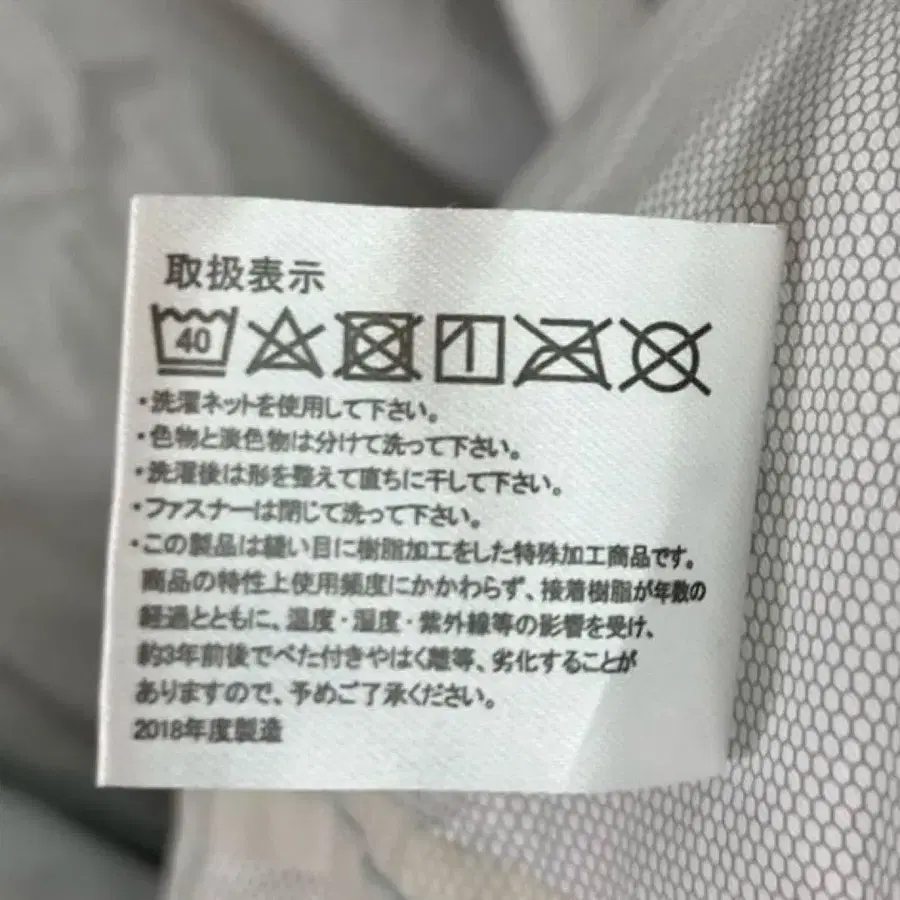 取扱表示
40
・洗濯ネットを使用して下さい。
・色物と淡色物は分けて洗って下さい。
・洗濯後は形を整えて直ちに干して下さい。
・ファスナーは閉じて洗って下さい。
・この製品は縫い目に樹脂加工をした特殊加工商品です。
商品の特性上使用頻度にかかわらず、接着樹脂が年数の
経過とともに、温度・湿度・紫外線等の影響を受け、
約3年前後でべた付きやはく離等、劣化することが
ありますので、予めご了承ください。
2018年度製造